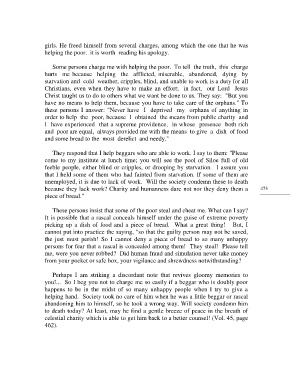 girls. He freed himself from several charges, among which the one that he was
helping the poor. it is worth reading his apology.
Some persons charge me with helping the poor. To tell the truth, this charge
hurts me because helping the afflicted, miserable, abandoned, dying by
starvation and cold weather, cripples, blind, and unable to work is a duty for all
Christians, even when they have to make an effort; in fact, our Lord Jesus
Christ taught us to do to others what we want be done to us. They say: "But you
have no means to help them, because you have to take care of the orphans." To
these persons I answer: "Never have I deprived my orphans of anything in
order to help the poor, because I obtained the means from public charity and
I have experienced that a supreme providence, in whose presence both rich
and poor are equal, always provided me with the means to give a dish of food
and some bread to the most derelict and needy."
They respond that I help beggars who are able to work. I say to them: "Please
come to my institute at lunch time; you will see the pool of Siloe full of old
feeble people, either blind or cripples, or drooping by starvation. I assure you
that I held some of them who had fainted from starvation. If some of them are
unemployed, it is due to lack of work. Will the society condemn these to death
because they lack work? Charity and humanness dare not nor they deny them a
piece of bread."
476
These persons insist that some of the poor steal and cheat me. What can I say?
It is possible that a rascal conceals himself under the guise of extreme poverty
picking up a dish of food and a piece of bread. What a great thing! But, I
cannot put into practice the saying, "so that the guilty person may not be saved,
the just must perish! So I cannot deny a piece of bread to so many unhappy
persons for fear that a rascal is concealed among them! They steal! Please tell
me, were you never robbed? Did human fraud and simulation never take money
from your pocket or safe box, your vigilance and shrewdness notwithstanding?
Perhaps I am striking a discordant note that revives gloomy memories to
you!... So I beg you not to charge me so easily if a beggar who is doubly poor
happens to be in the midst of so many unhappy people when I try to give a
helping hand. Society took no care of him when he was a little beggar or rascal
abandoning him to himself, so he took a wrong way. Will society condemn him
to death today? At least, may he find a gentle breeze of peace in the breath of
celestial charity which is able to get him back to a better counsel! (Vol. 45, page
462).